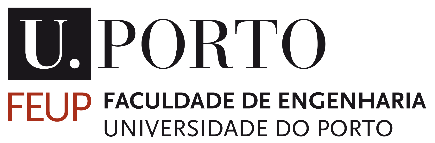 U. PORTO
FEUP FACULDADE DE ENGENHARIA
UNIVERSIDADE DO PORTO